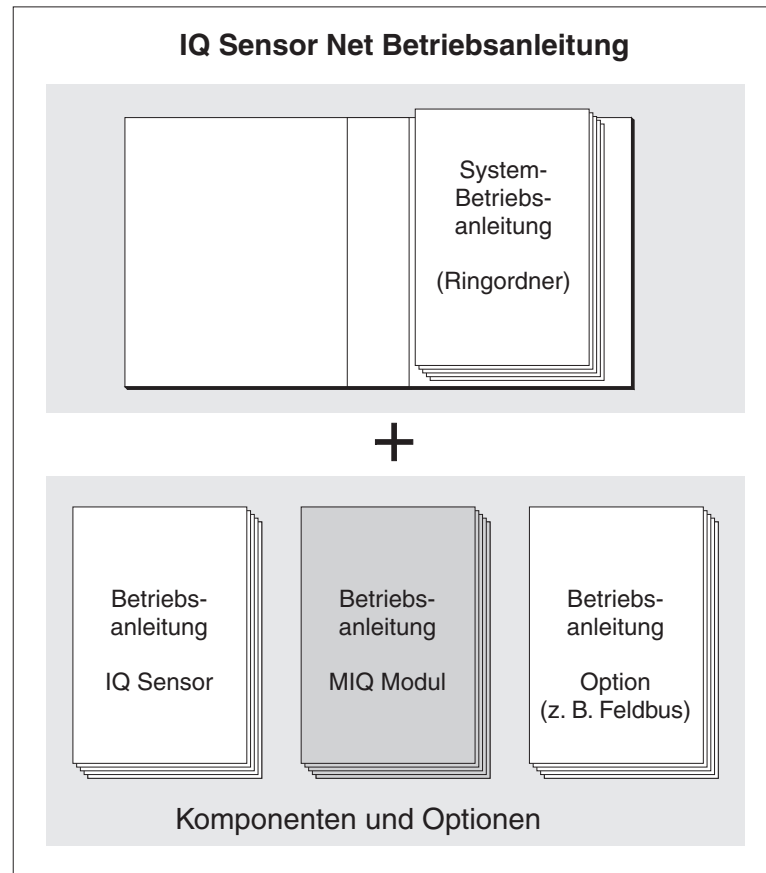 IQ Sensor Net Betriebsanleitung
System-
Betriebs-
anleitung
(Ringordner)
+
Betriebs-
anleitung
IQ Sensor
Betriebs-
anleitung
MIQ Modul
Betriebs-
anleitung
Option
(z. B. Feldbus)
Komponenten und Optionen